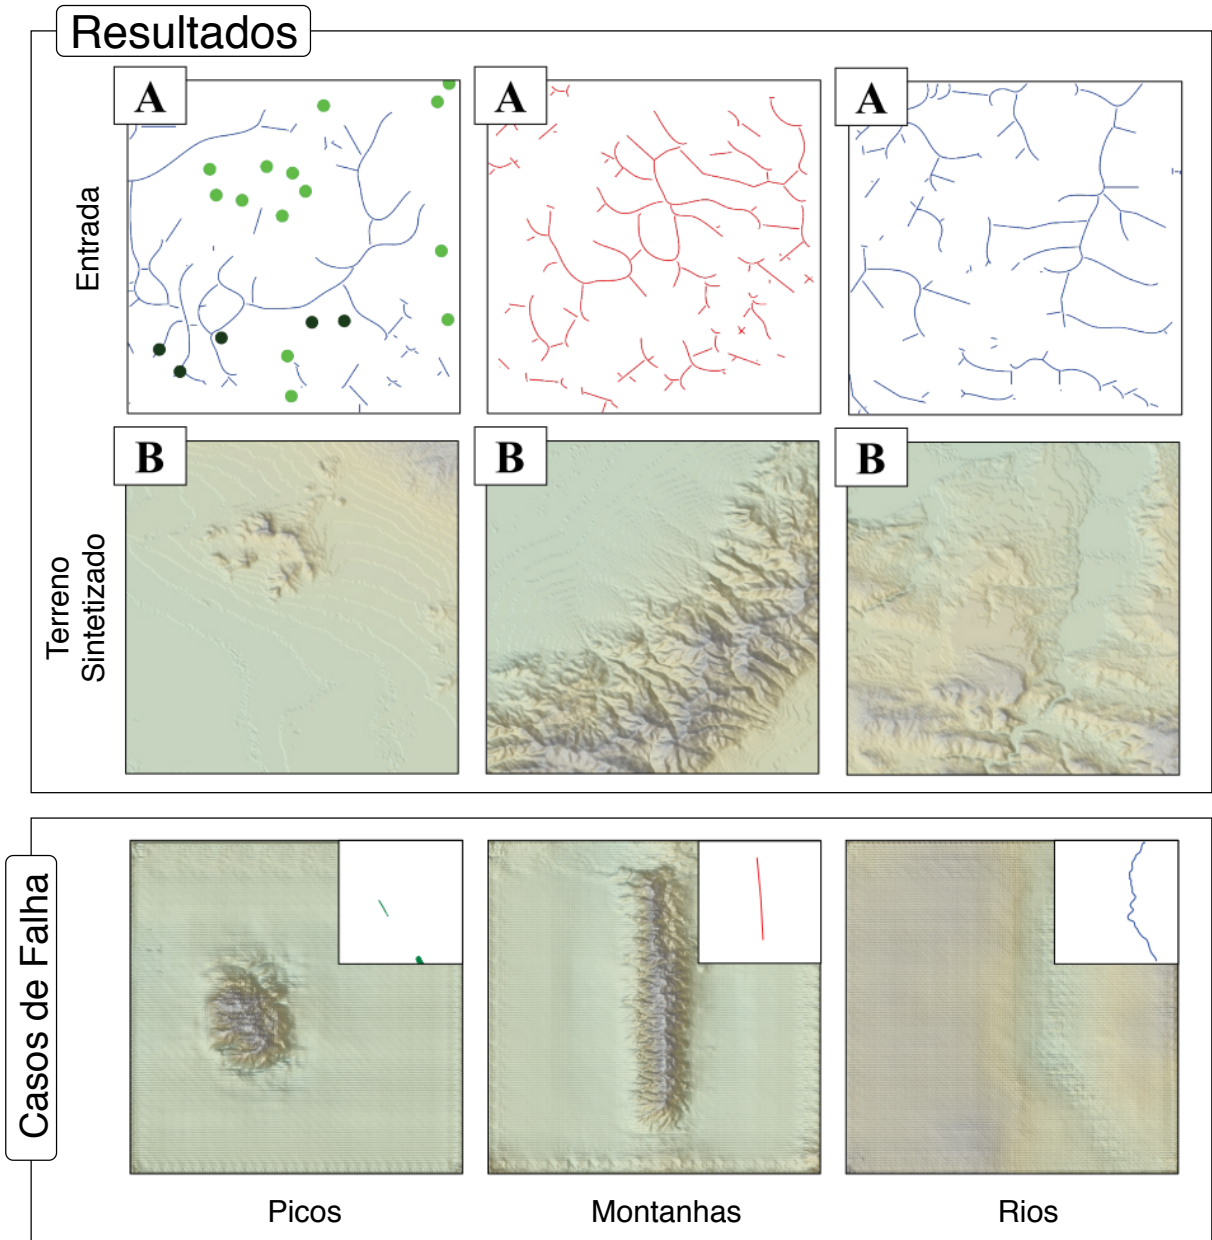 Resultados
A
A
A
Entrada
B
B
B
Terreno
Sintetizado
Casos de Falha
Picos
Montanhas
Rios